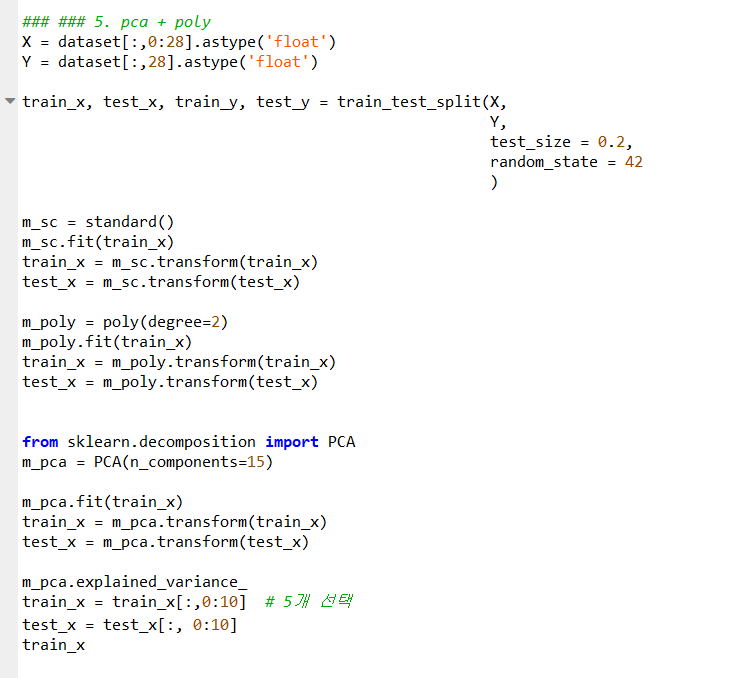 ### ### 5. pca + poly
X = dataset[:,0:28].astype('float')
Y = dataset[:,28].astype('float')
train_x, test_x, train_y, test_y = train_test_split(X,
Y,
test_size = 0.2,
random_state = 42
)
m_sc = standard()
m_sc.fit(train_x)
train_x = m_sc.transform(train_x)
test_x = m_sc.transform(test_x)
m_poly = poly(degree=2)
m_poly.fit(train_x)
train_x = m_poly.transform(train_x)
test_x = m_poly.transform(test_x)
from sklearn.decomposition import PCA
m_pca = PCA(n_components=15)
m_pca.fit(train_x)
train_x = m_pca.transform(train_x)
test_x = m_pca.transform(test_x)
m_pca.explained_variance_
train_x = train_x[:,0:10]  # 5개 선택
test_x = test_x[:, 0:10]
train_x